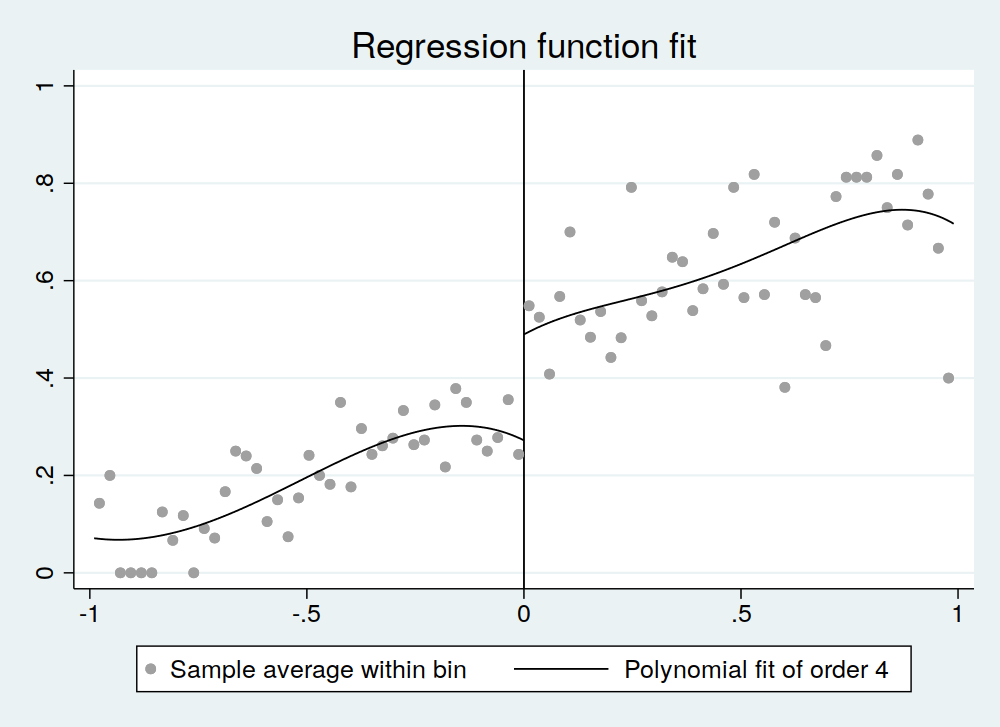 Regression function fit
1
.8
.6
.4
.2
0
-1 -.5 0 .5 1
Sample average within bin Polynomial fit of order 4